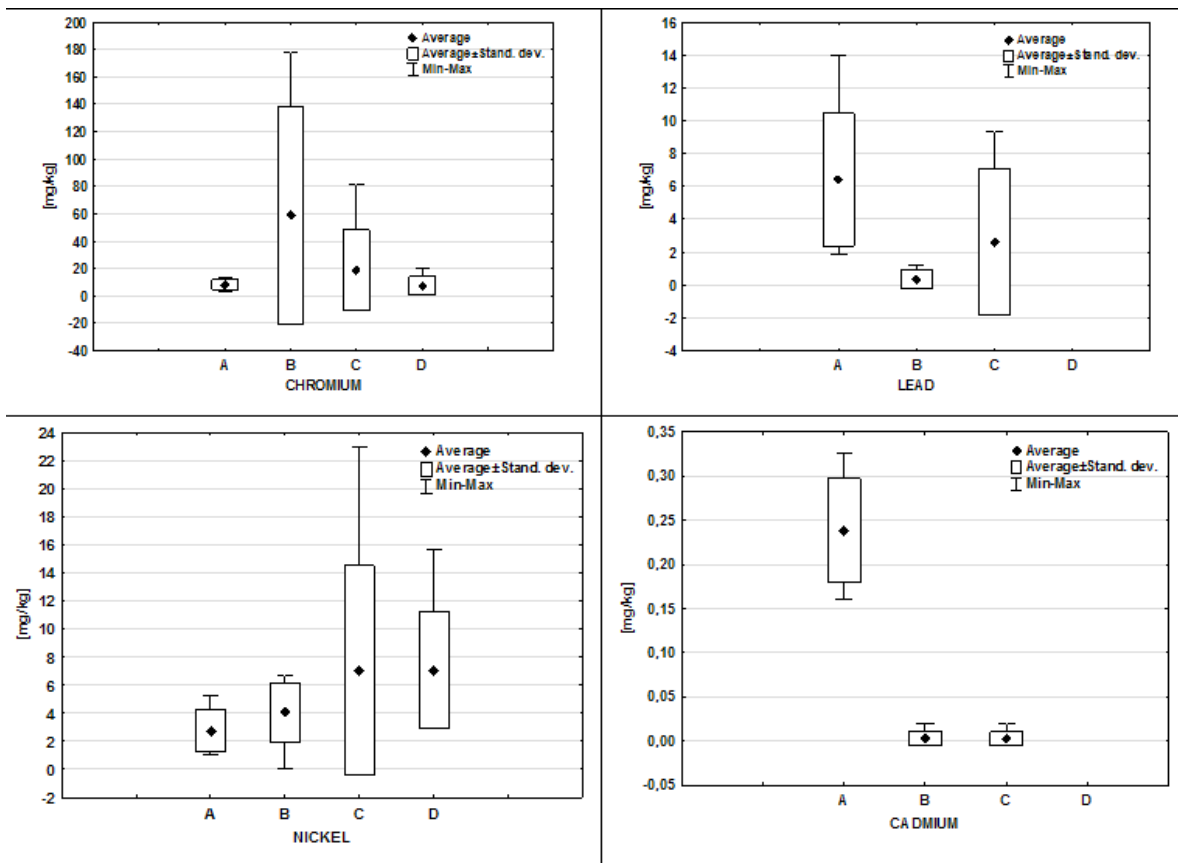 200
180
160
140
120
100
80
60
40
20
0
-20
-40
[mg/kg]
Average
Average±Stand. dev.
Min-Max
A B C D
CHROMIUM
16
14
12
10
8
6
4
2
0
-2
-4
[mg/kg]
Average
Average±Stand. dev.
Min-Max
A B C D
LEAD
24
22
20
18
16
14
12
10
8
6
4
2
0
-2
[mg/kg]
Average
Average±Stand. dev.
Min-Max
A B C D
NICKEL
0,35
0,30
0,25
0,20
0,15
0,10
0,05
0,00
-0,05
[mg/kg]
Average
Average±Stand. dev.
Min-Max
A B C D
CADMIUM